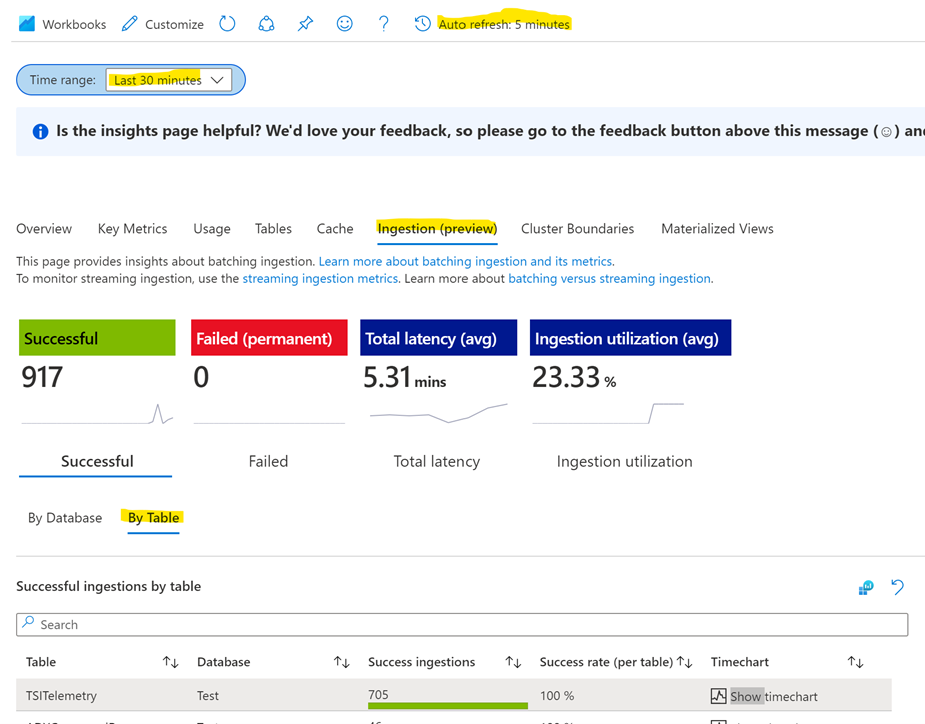 Workbooks Customize ? Auto refresh: 5 minutes
Time range: Last 30 minutes
Is the insights page helpful? We'd love your feedback, so please go to the feedback button above this message (☺) and
Overview Key Metrics Usage Tables Cache Ingestion (preview) Cluster Boundaries Materialized Views
This page provides insights about batching ingestion. Learn more about batching ingestion and its metrics.
To monitor streaming ingestion, use the streaming ingestion metrics. Learn more about batching versus streaming ingestion.
Successful Failed (permanent) Total latency (avg) Ingestion utilization (avg)
917 0 5.31 mins 23.33 %
Successful Failed Total latency Ingestion utilization
By Database By Table
Successful ingestions by table
Search
Table Database Success ingestions Success rate (per table) Timechart
TSITelemetry Test 705 100 % Show timechart